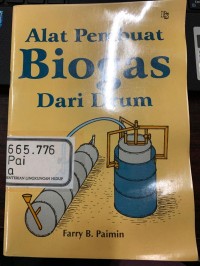 Alat Pembuat
Biogas
Dari Drum
665.776
Pai
a
Farry B. Paimin